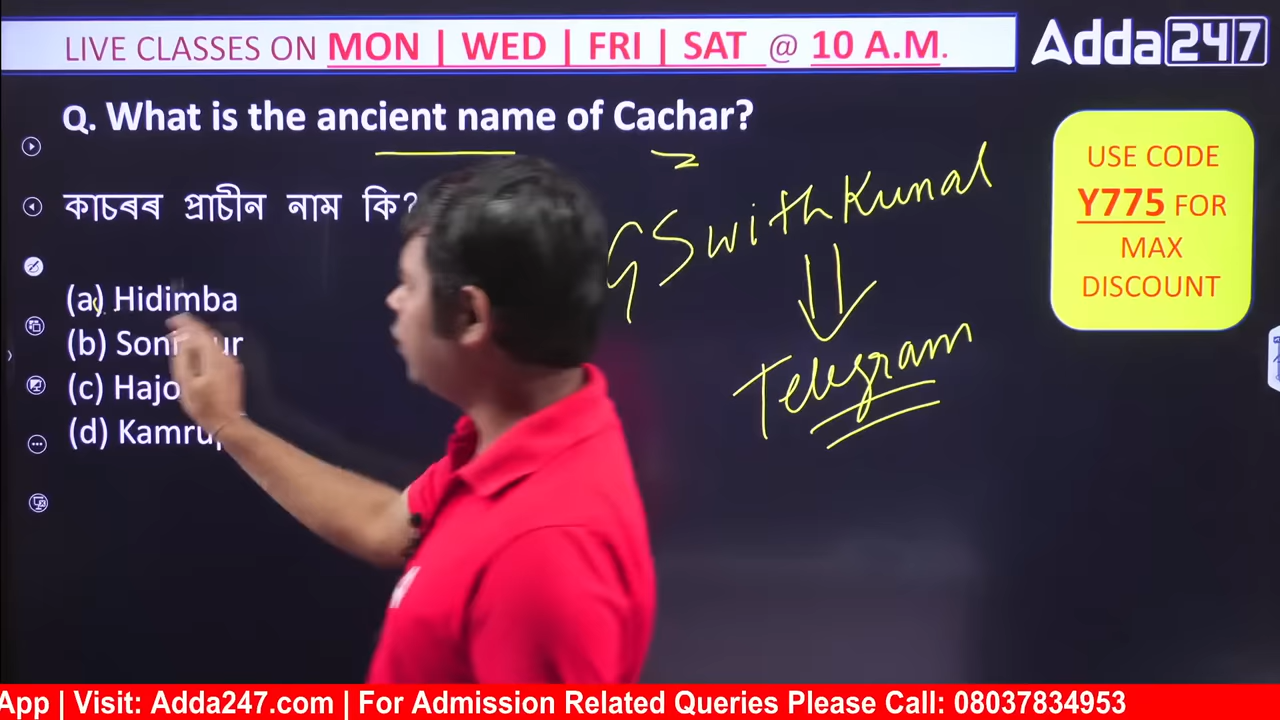 LIVE CLASSES ON MON | WED | FRI | SAT @ 10 A.M.
Adda247
Q. What is the ancient name of Cachar?
USE CODE
Y775 FOR
MAX
DISCOUNT
কাচৰৰ প্ৰাচীন নাম কি?
GSwithKunal
Telegram
(a) Hidimba
(b)
(c) Hajo
(d)
App | Visit: Adda247.com | For Admission Related Queries Please Call: 08037834953